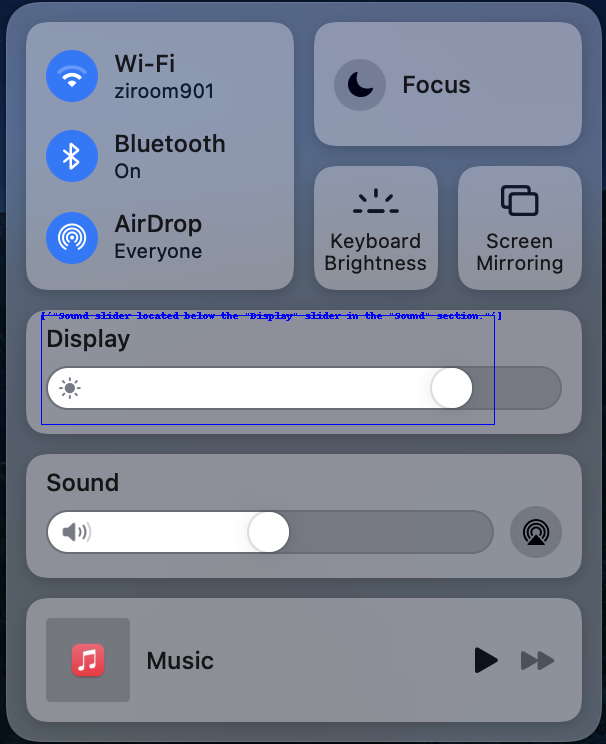 Wi-Fi
ziroom901
Bluetooth
On
AirDrop
Everyone
Focus
Keyboard
Brightness
Screen
Mirroring
['"Sound slider located below the "Display" slider in the "Sound" section."']
Display
Sound
Music